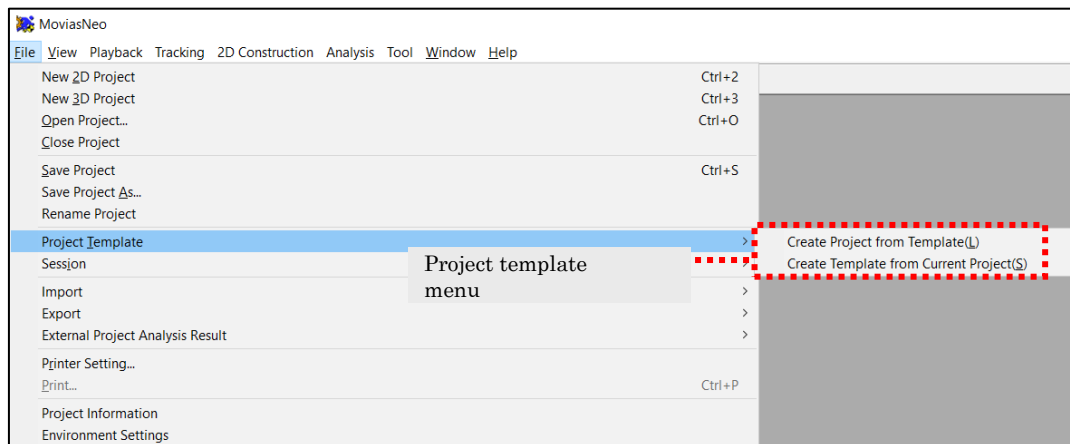 MoviasNeo
File View Playback Tracking 2D Construction Analysis Tool Window Help
New 2D Project Ctrl+2
New 3D Project Ctrl+3
Open Project... Ctrl+O
Close Project
Save Project Ctrl+S
Save Project As...
Rename Project
Project Template >
Create Project from Template(L)
Session
Create Template from Current Project(S)
Project template
menu
Import >
Export >
External Project Analysis Result >
Printer Setting...
Print... Ctrl+P
Project Information
Environment Settings